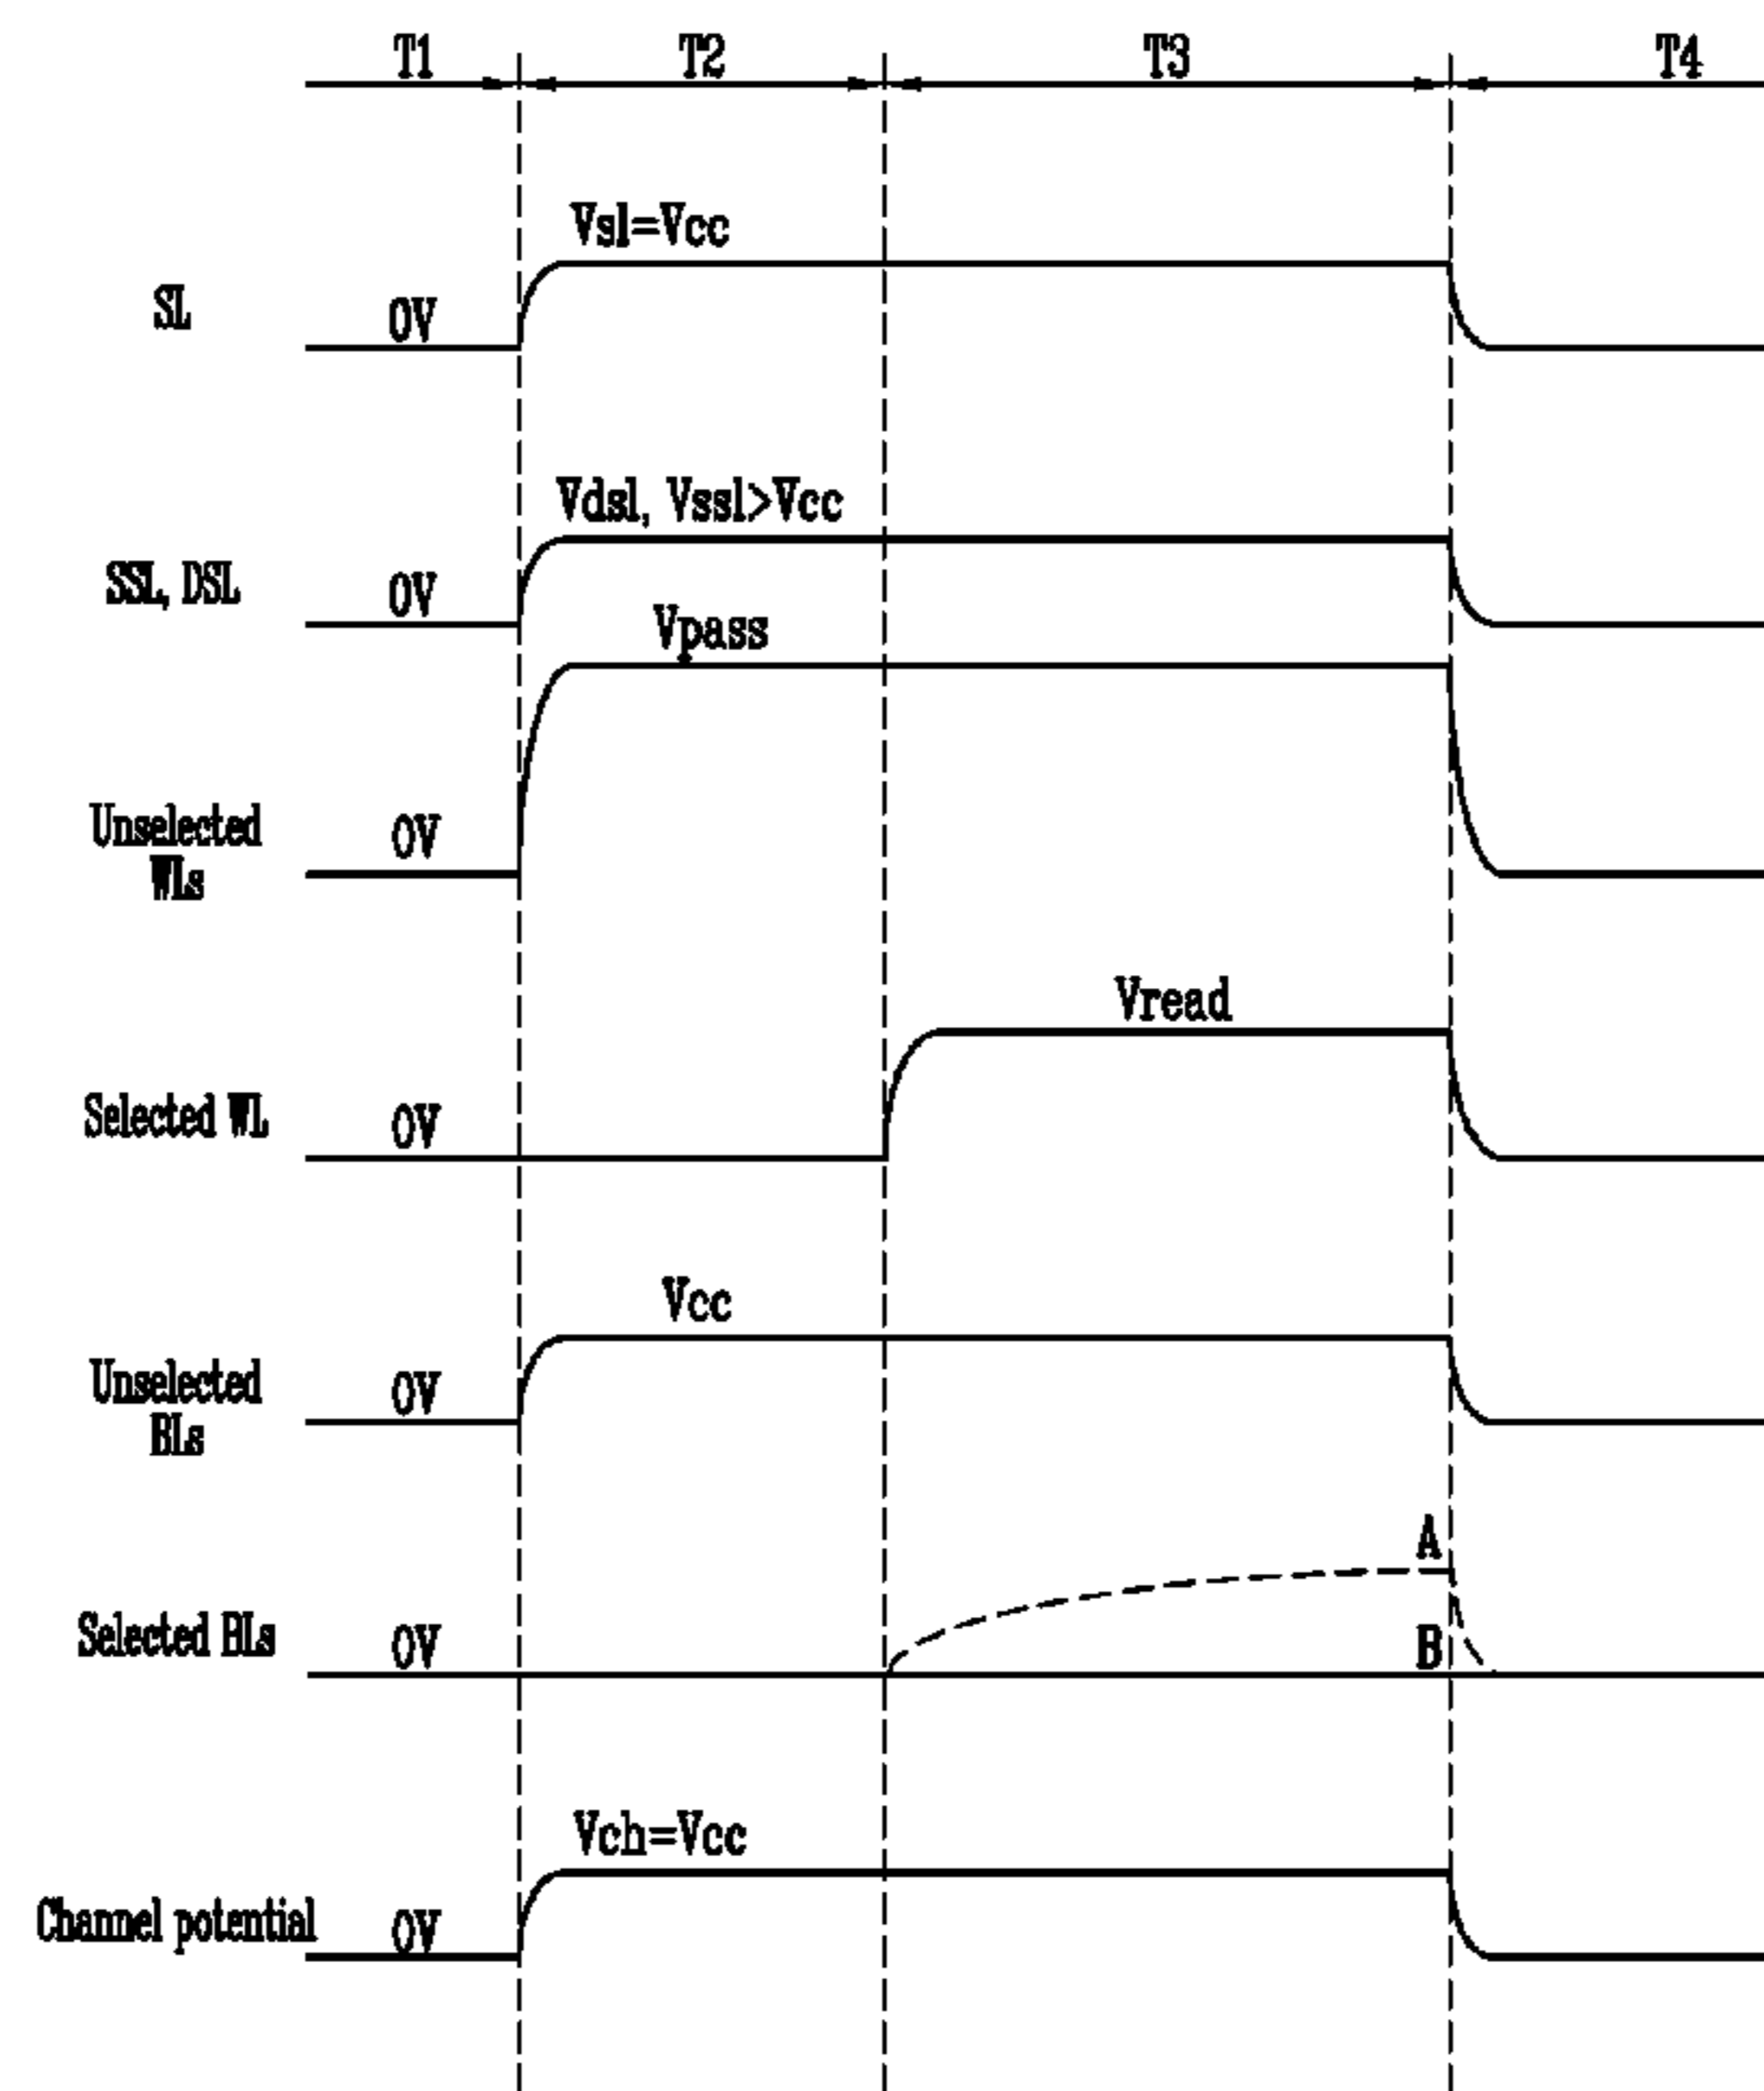 T1 T2 T3 T4
Vsl=Vcc
SL 0V
Vdsl, Vssl>Vcc
SSL, DSL 0V
Vpass
Unselected
WLs
0V
Vread
Selected WL 0V
Vcc
Unselected
BLs
0V
A
Selected BLs 0V B
Vch=Vcc
Channel potential 0V